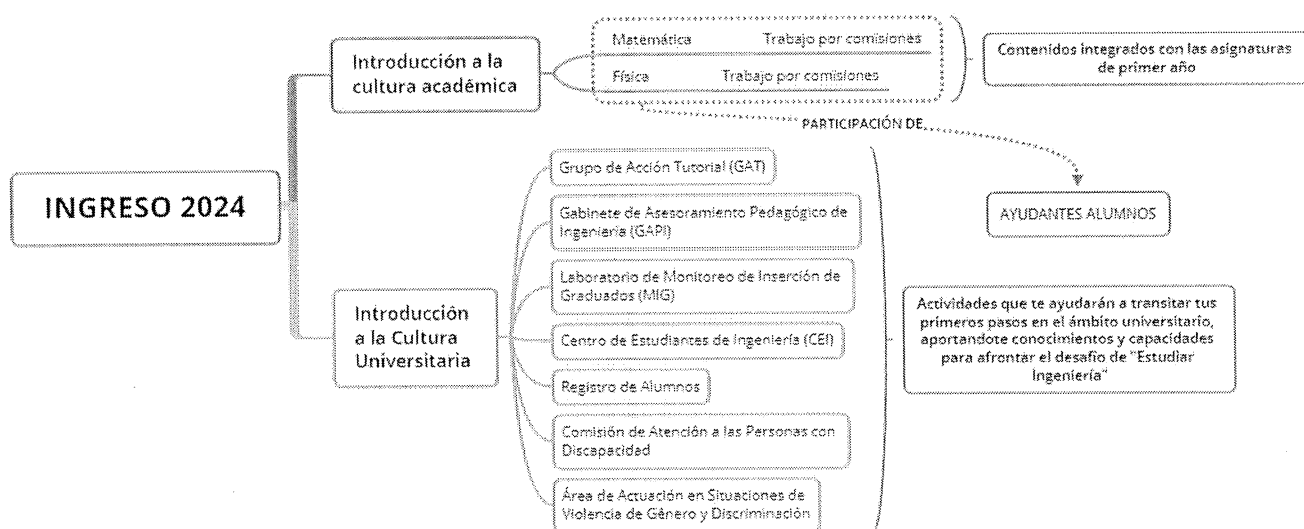 INGRESO 2024
Introducción a la
cultura académica
Matemática Trabajo por comisiones
Física Trabajo por comisiones
Contenidos integrados con las asignaturas
de primer año
PARTICIPACIÓN DE
AYUDANTES ALUMNOS
Introducción
a la Cultura
Universitaria
Grupo de Acción Tutorial (GAT)
Gabinete de Asesoramiento Pedagógico de
Ingeniería (GAPI)
Laboratorio de Monitoreo de Inserción de
Graduados (MIG)
Centro de Estudiantes de Ingeniería (CEI)
Registro de Alumnos
Comisión de Atención a las Personas con
Discapacidad
Área de Actuación en Situaciones de
Violencia de Género y Discriminación
Actividades que te ayudarán a transitar tus
primeros pasos en el ámbito universitario,
aportandote conocimientos y capacidades
para afrontar el desafío de "Estudiar
Ingeniería"